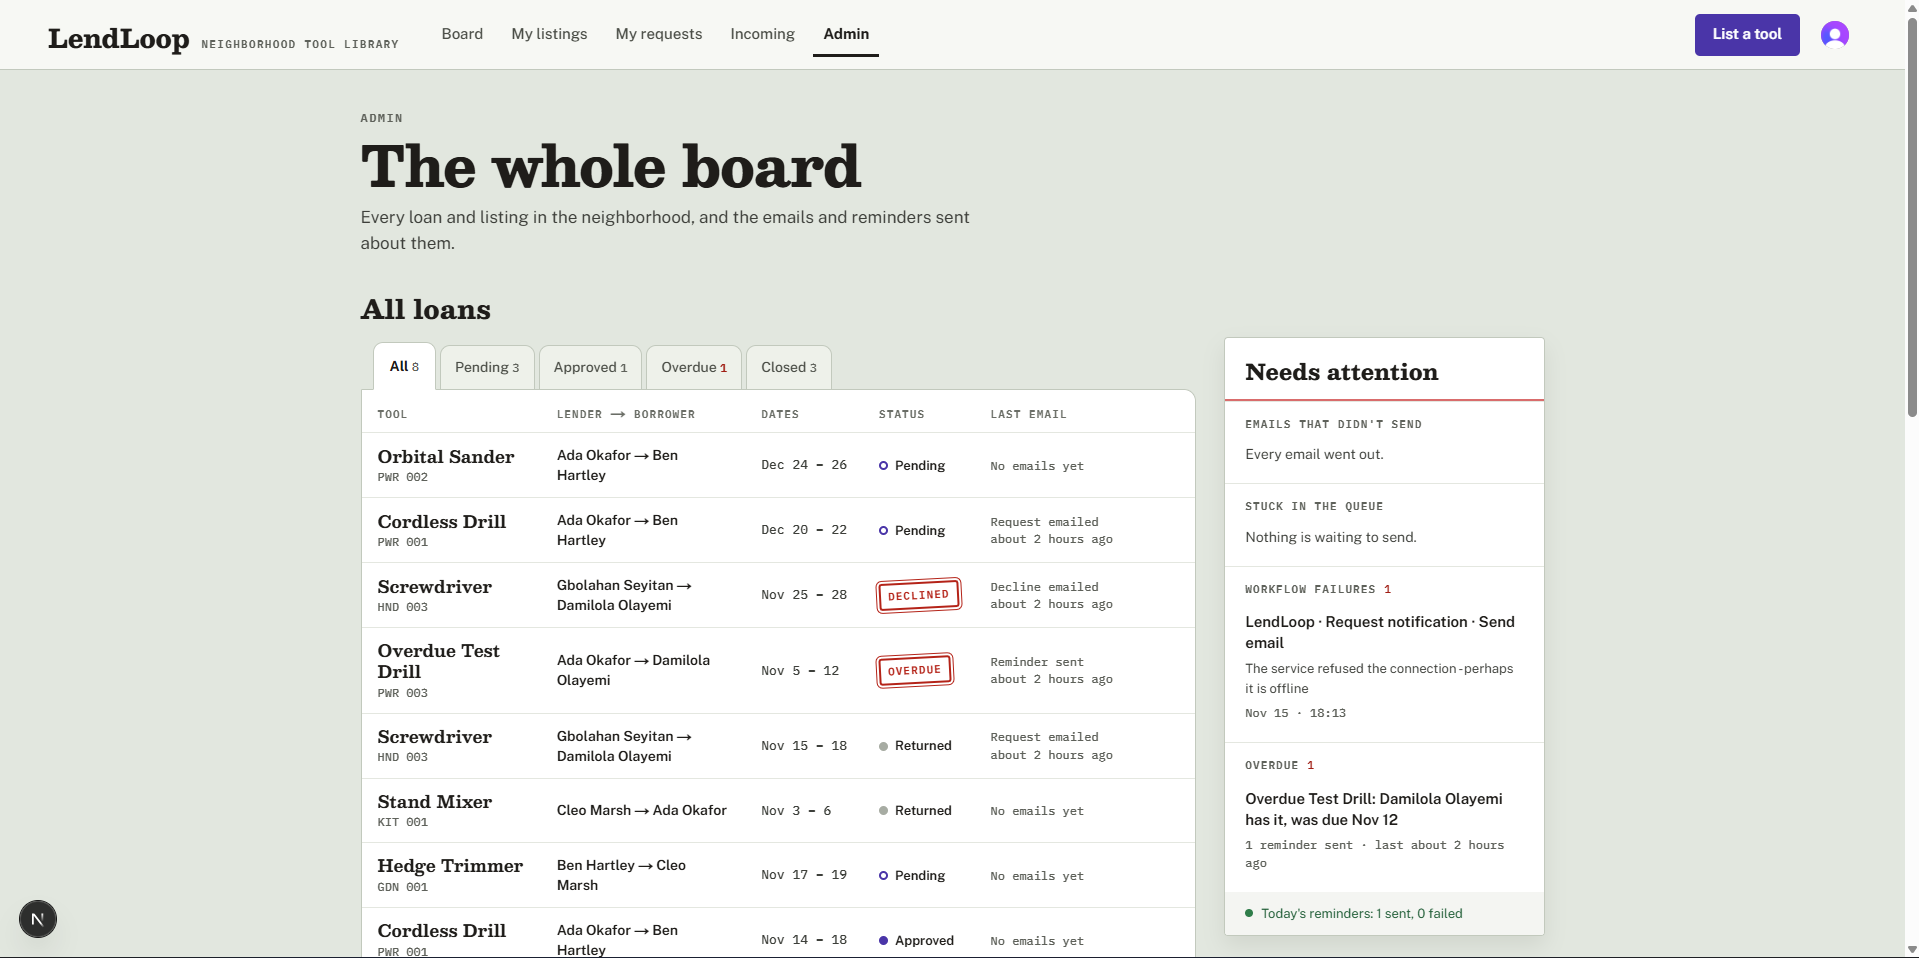 LendLoop NEIGHBORHOOD TOOL LIBRARY Board My listings My requests Incoming Admin List a tool
ADMIN
The whole board
Every loan and listing in the neighborhood, and the emails and reminders sent
about them.
All loans
All 8 Pending 3 Approved 1 Overdue 1 Closed 3
TOOL LENDER → BORROWER DATES STATUS LAST EMAIL
Orbital Sander
PWR 002
Ada Okafor → Ben
Hartley
Dec 24 – 26
Pending
No emails yet
Cordless Drill
PWR 001
Ada Okafor → Ben
Hartley
Dec 20 – 22
Pending
Request emailed
about 2 hours ago
Screwdriver
HND 003
Gbolahan Seyitan →
Damilola Olayemi
Nov 25 – 28
DECLINED
Decline emailed
about 2 hours ago
Overdue Test
Drill
PWR 003
Ada Okafor → Damilola
Olayemi
Nov 5 – 12
OVERDUE
Reminder sent
about 2 hours ago
Screwdriver
HND 003
Gbolahan Seyitan →
Damilola Olayemi
Nov 15 – 18
Returned
Request emailed
about 2 hours ago
Stand Mixer
KIT 001
Cleo Marsh → Ada Okafor
Nov 3 – 6
Returned
No emails yet
Hedge Trimmer
GDN 001
Ben Hartley → Cleo
Marsh
Nov 17 – 19
Pending
No emails yet
Cordless Drill
PWR 001
Ada Okafor → Ben
Hartley
Nov 14 – 18
Approved
No emails yet
Needs attention
EMAILS THAT DIDN'T SEND
Every email went out.
STUCK IN THE QUEUE
Nothing is waiting to send.
WORKFLOW FAILURES 1
LendLoop · Request notification · Send
email
The service refused the connection - perhaps
it is offline
Nov 15 · 18:13
OVERDUE 1
Overdue Test Drill: Damilola Olayemi
has it, was due Nov 12
1 reminder sent · last about 2 hours
ago
Today's reminders: 1 sent, 0 failed
N